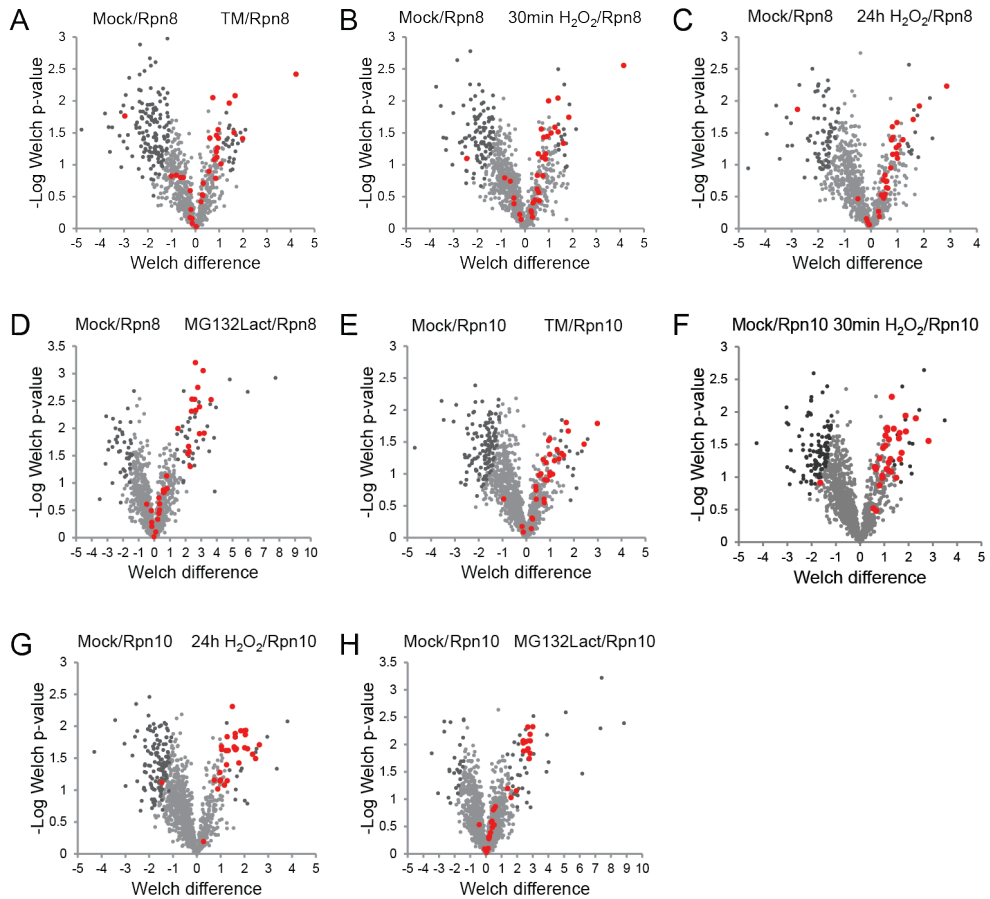 A Mock/Rpn8 TM/Rpn8
3
2.5
2
1.5
1
0.5
0
-Log Welch p-value
-5 -4 -3 -2 -1 0 1 2 3 4 5
Welch difference
B Mock/Rpn8 30min H₂O₂/Rpn8
3
2.5
2
1.5
1
0.5
0
-Log Welch p-value
-5 -4 -3 -2 -1 0 1 2 3 4 5
Welch difference
C Mock/Rpn8 24h H₂O₂/Rpn8
3
2.5
2
1.5
1
0.5
0
-Log Welch p-value
-5 -4 -3 -2 -1 0 1 2 3 4
Welch difference
D Mock/Rpn8 MG132Lact/Rpn8
3.5
3
2.5
2
1.5
1
0.5
0
-Log Welch p-value
-5 -4 -3 -2 -1 0 1 2 3 4 5 6 7 8 9 10
Welch difference
E Mock/Rpn10 TM/Rpn10
3
2.5
2
1.5
1
0.5
0
-Log Welch p-value
-5 -4 -3 -2 -1 0 1 2 3 4 5
Welch difference
F Mock/Rpn10 30min H₂O₂/Rpn10
3
2.5
2
1.5
1
0.5
0
-Log Welch p-value
-5 -4 -3 -2 -1 0 1 2 3 4 5
Welch difference
G Mock/Rpn10 24h H₂O₂/Rpn10
3
2.5
2
1.5
1
0.5
0
-Log Welch p-value
-5 -4 -3 -2 -1 0 1 2 3 4 5
Welch difference
H Mock/Rpn10 MG132Lact/Rpn10
3.5
3
2.5
2
1.5
1
0.5
0
-Log Welch p-value
-5 -4 -3 -2 -1 0 1 2 3 4 5 6 7 8 9 10
Welch difference